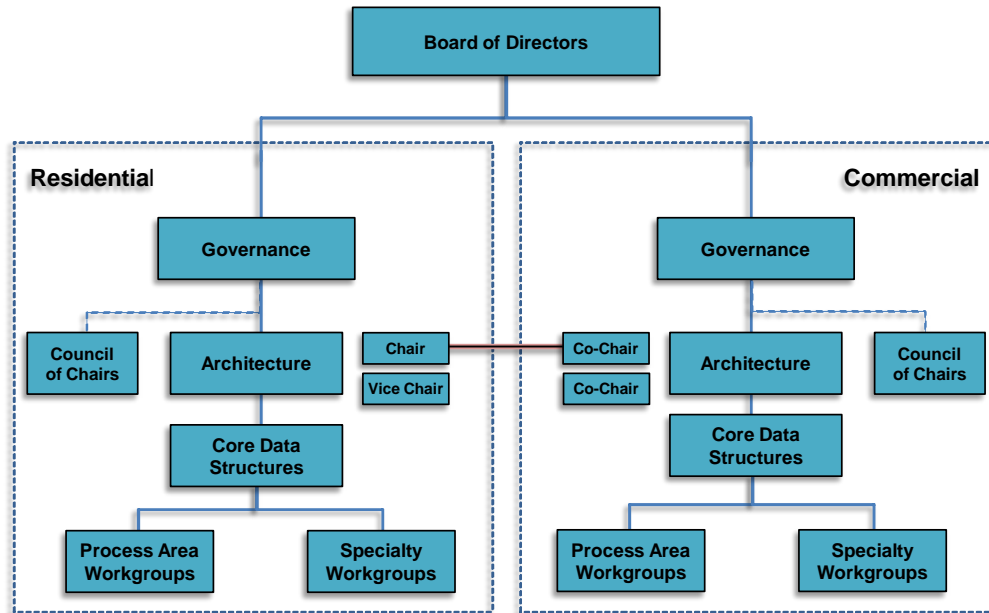 Board of Directors
Residential
Commercial
Governance
Governance
Council
of Chairs
Architecture
Chair
Vice Chair
Co-Chair
Co-Chair
Architecture
Council
of Chairs
Core Data
Structures
Core Data
Structures
Process Area
Workgroups
Specialty
Workgroups
Process Area
Workgroups
Specialty
Workgroups